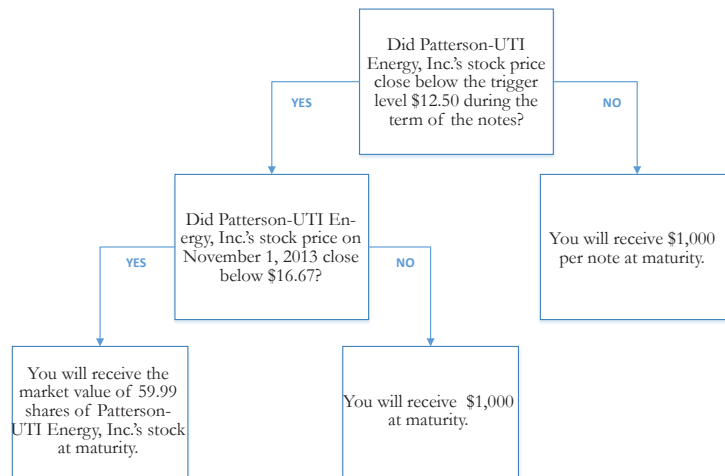 Did Patterson-UTI
Energy, Inc.'s stock price
close below the trigger
level $12.50 during the
term of the notes?
YES
NO
Did Patterson-UTI En-
ergy, Inc.'s stock price on
November 1, 2013 close
below $16.67?
You will receive $1,000
per note at maturity.
YES
NO
You will receive the
market value of 59.99
shares of Patterson-
UTI Energy, Inc.'s stock
at maturity.
You will receive $1,000
at maturity.